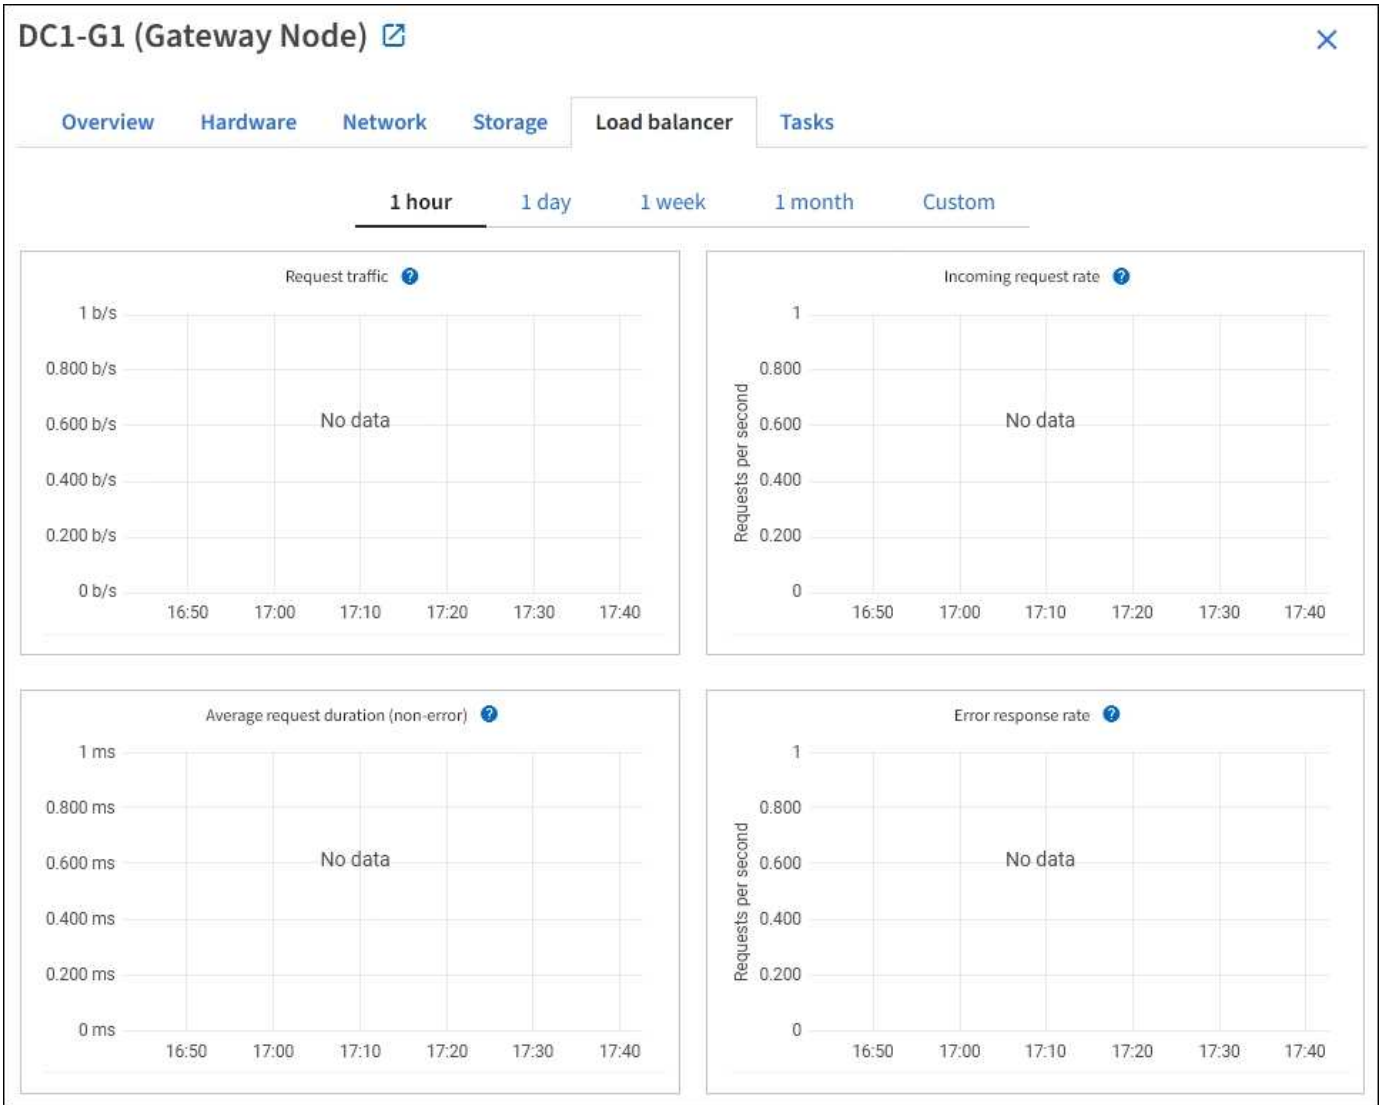 DC1-G1 (Gateway Node)
Overview Hardware Network Storage Load balancer Tasks
1 hour 1 day 1 week 1 month Custom
Request traffic
1 b/s
0.800 b/s
0.600 b/s
0.400 b/s
0.200 b/s
0 b/s
No data
16:50 17:00 17:10 17:20 17:30 17:40
Incoming request rate
Requests per second
1
0.800
0.600
0.400
0.200
0
No data
16:50 17:00 17:10 17:20 17:30 17:40
Average request duration (non-error)
1 ms
0.800 ms
0.600 ms
0.400 ms
0.200 ms
0 ms
No data
16:50 17:00 17:10 17:20 17:30 17:40
Error response rate
Requests per second
1
0.800
0.600
0.400
0.200
0
No data
16:50 17:00 17:10 17:20 17:30 17:40